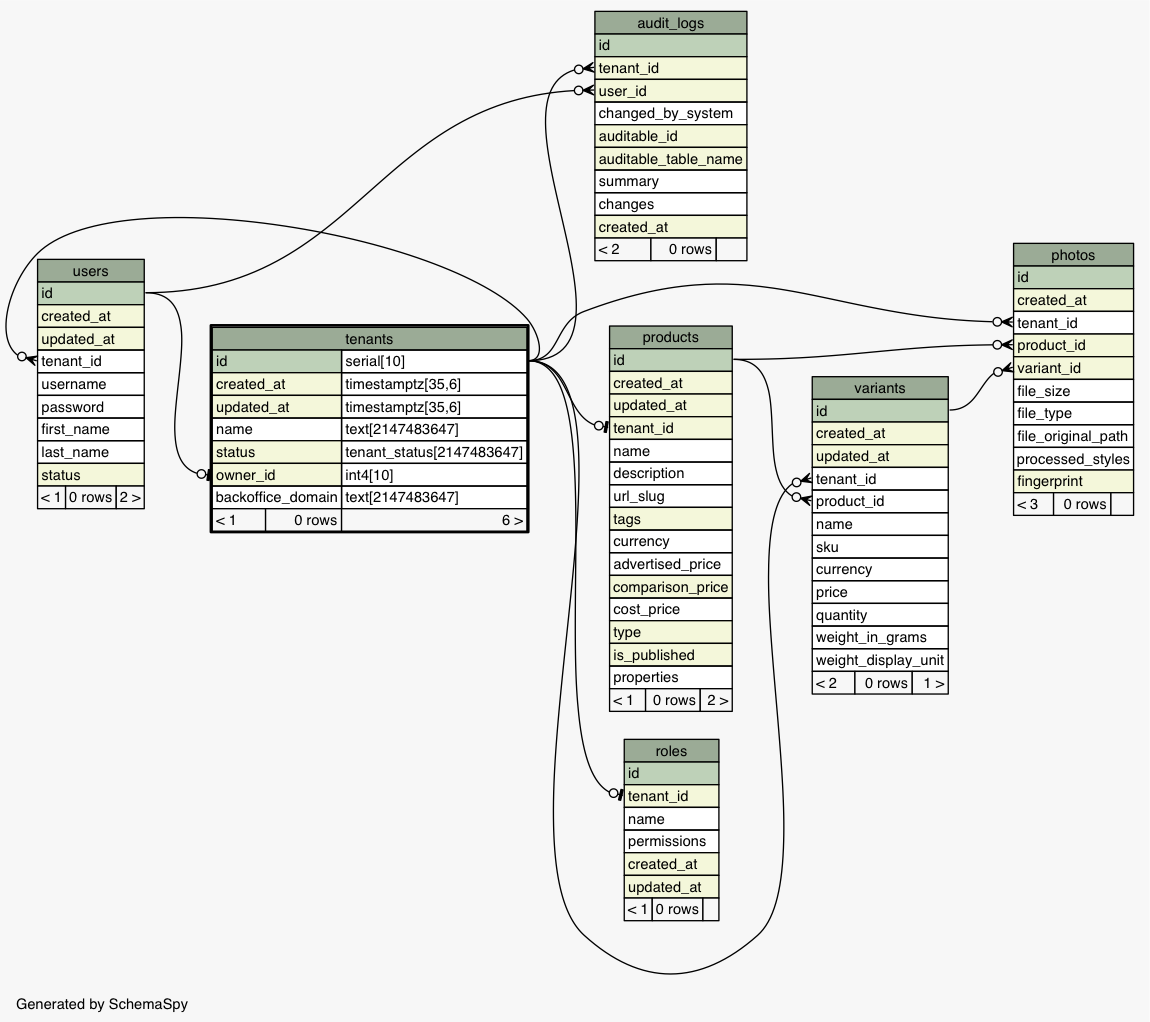 audit_logs
id
tenant_id
user_id
changed_by_system
auditable_id
auditable_table_name
summary
changes
created_at
< 2 0 rows
users
id
created_at
updated_at
tenant_id
username
password
first_name
last_name
status
< 1 0 rows 2 >
tenants
id serial[10]
created_at timestamptz[35,6]
updated_at timestamptz[35,6]
name text[2147483647]
status tenant_status[2147483647]
owner_id int4[10]
backoffice_domain text[2147483647]
< 1 0 rows 6 >
products
id
created_at
updated_at
tenant_id
name
description
url_slug
tags
currency
advertised_price
comparison_price
cost_price
type
is_published
properties
< 1 0 rows 2 >
variants
id
created_at
updated_at
tenant_id
product_id
name
sku
currency
price
quantity
weight_in_grams
weight_display_unit
< 2 0 rows 1 >
photos
id
created_at
tenant_id
product_id
variant_id
file_size
file_type
file_original_path
processed_styles
fingerprint
< 3 0 rows
roles
id
tenant_id
name
permissions
created_at
updated_at
< 1 0 rows
Generated by SchemaSpy